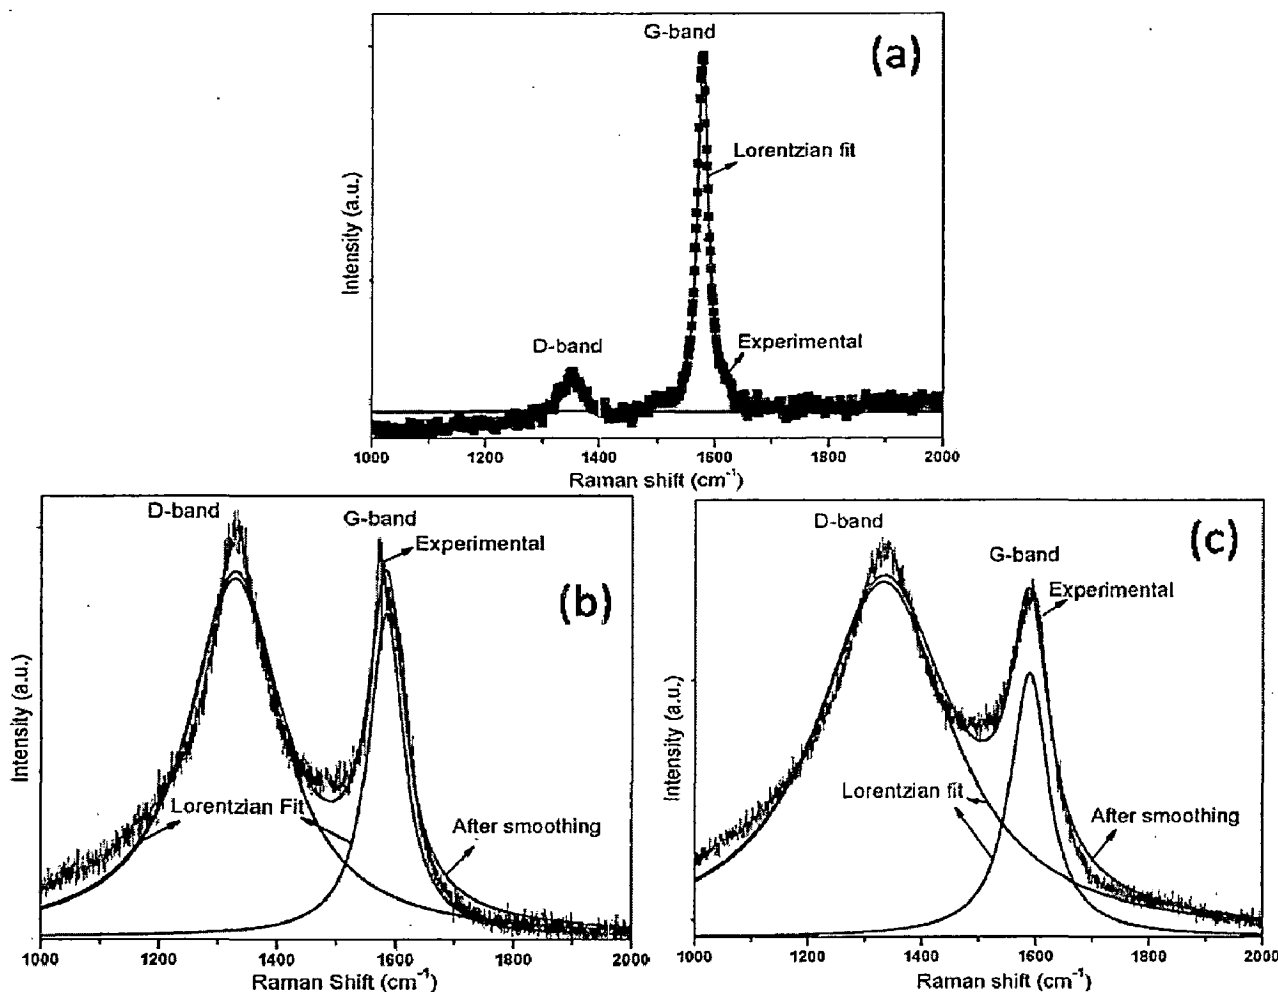 G-band
(a)
Lorentzian fit
Intensity (a.u.)
Experimental
D-band
1000 1200 1400 1600 1800 2000
Raman shift (cm⁻¹)
D-band
G-band
Experimental
(b)
Intensity (a.u.)
Lorentzian Fit
After smoothing
1000 1200 1400 1600 1800 2000
Raman Shift (cm⁻¹)
D-band
(c)
G-band
Experimental
Intensity (a.u.)
Lorentzian fit
After smoothing
1000 1200 1400 1600 1800 2000
Raman shift (cm⁻¹)